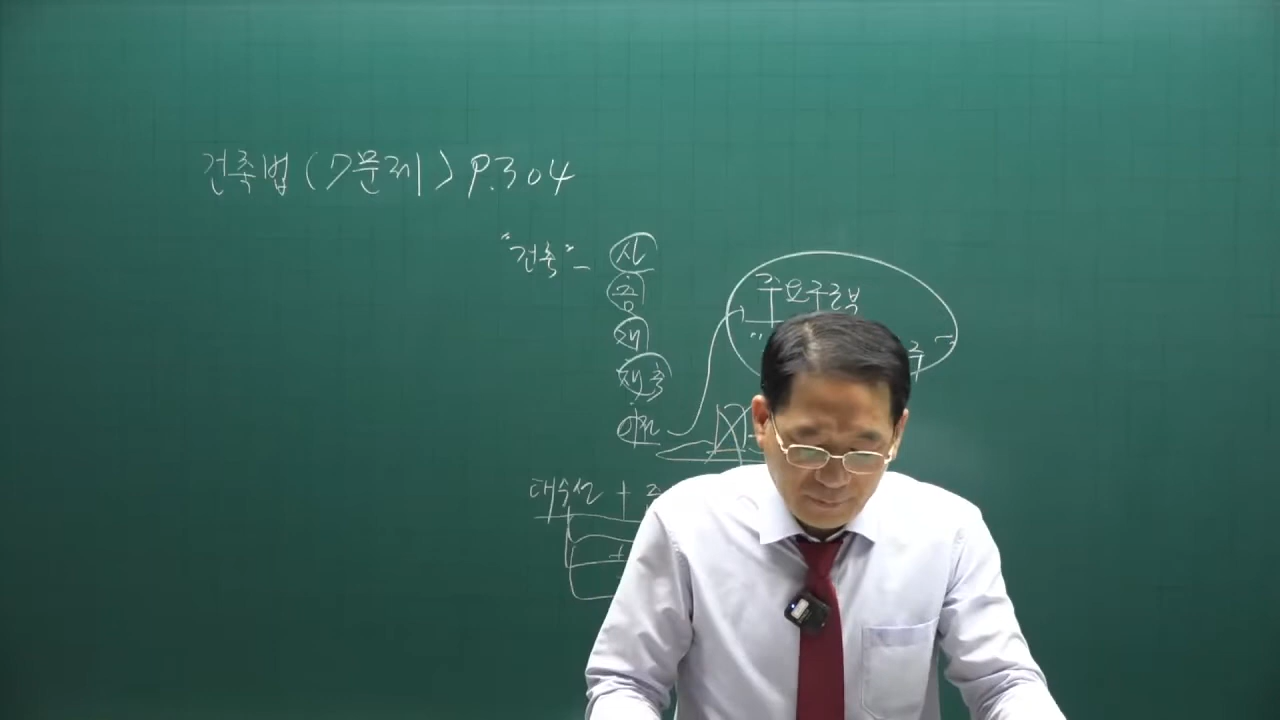 건축법 (7문제) P.304
"건축" - 신
증
개
재축
이전
주요구조부
주
대수선 +
+